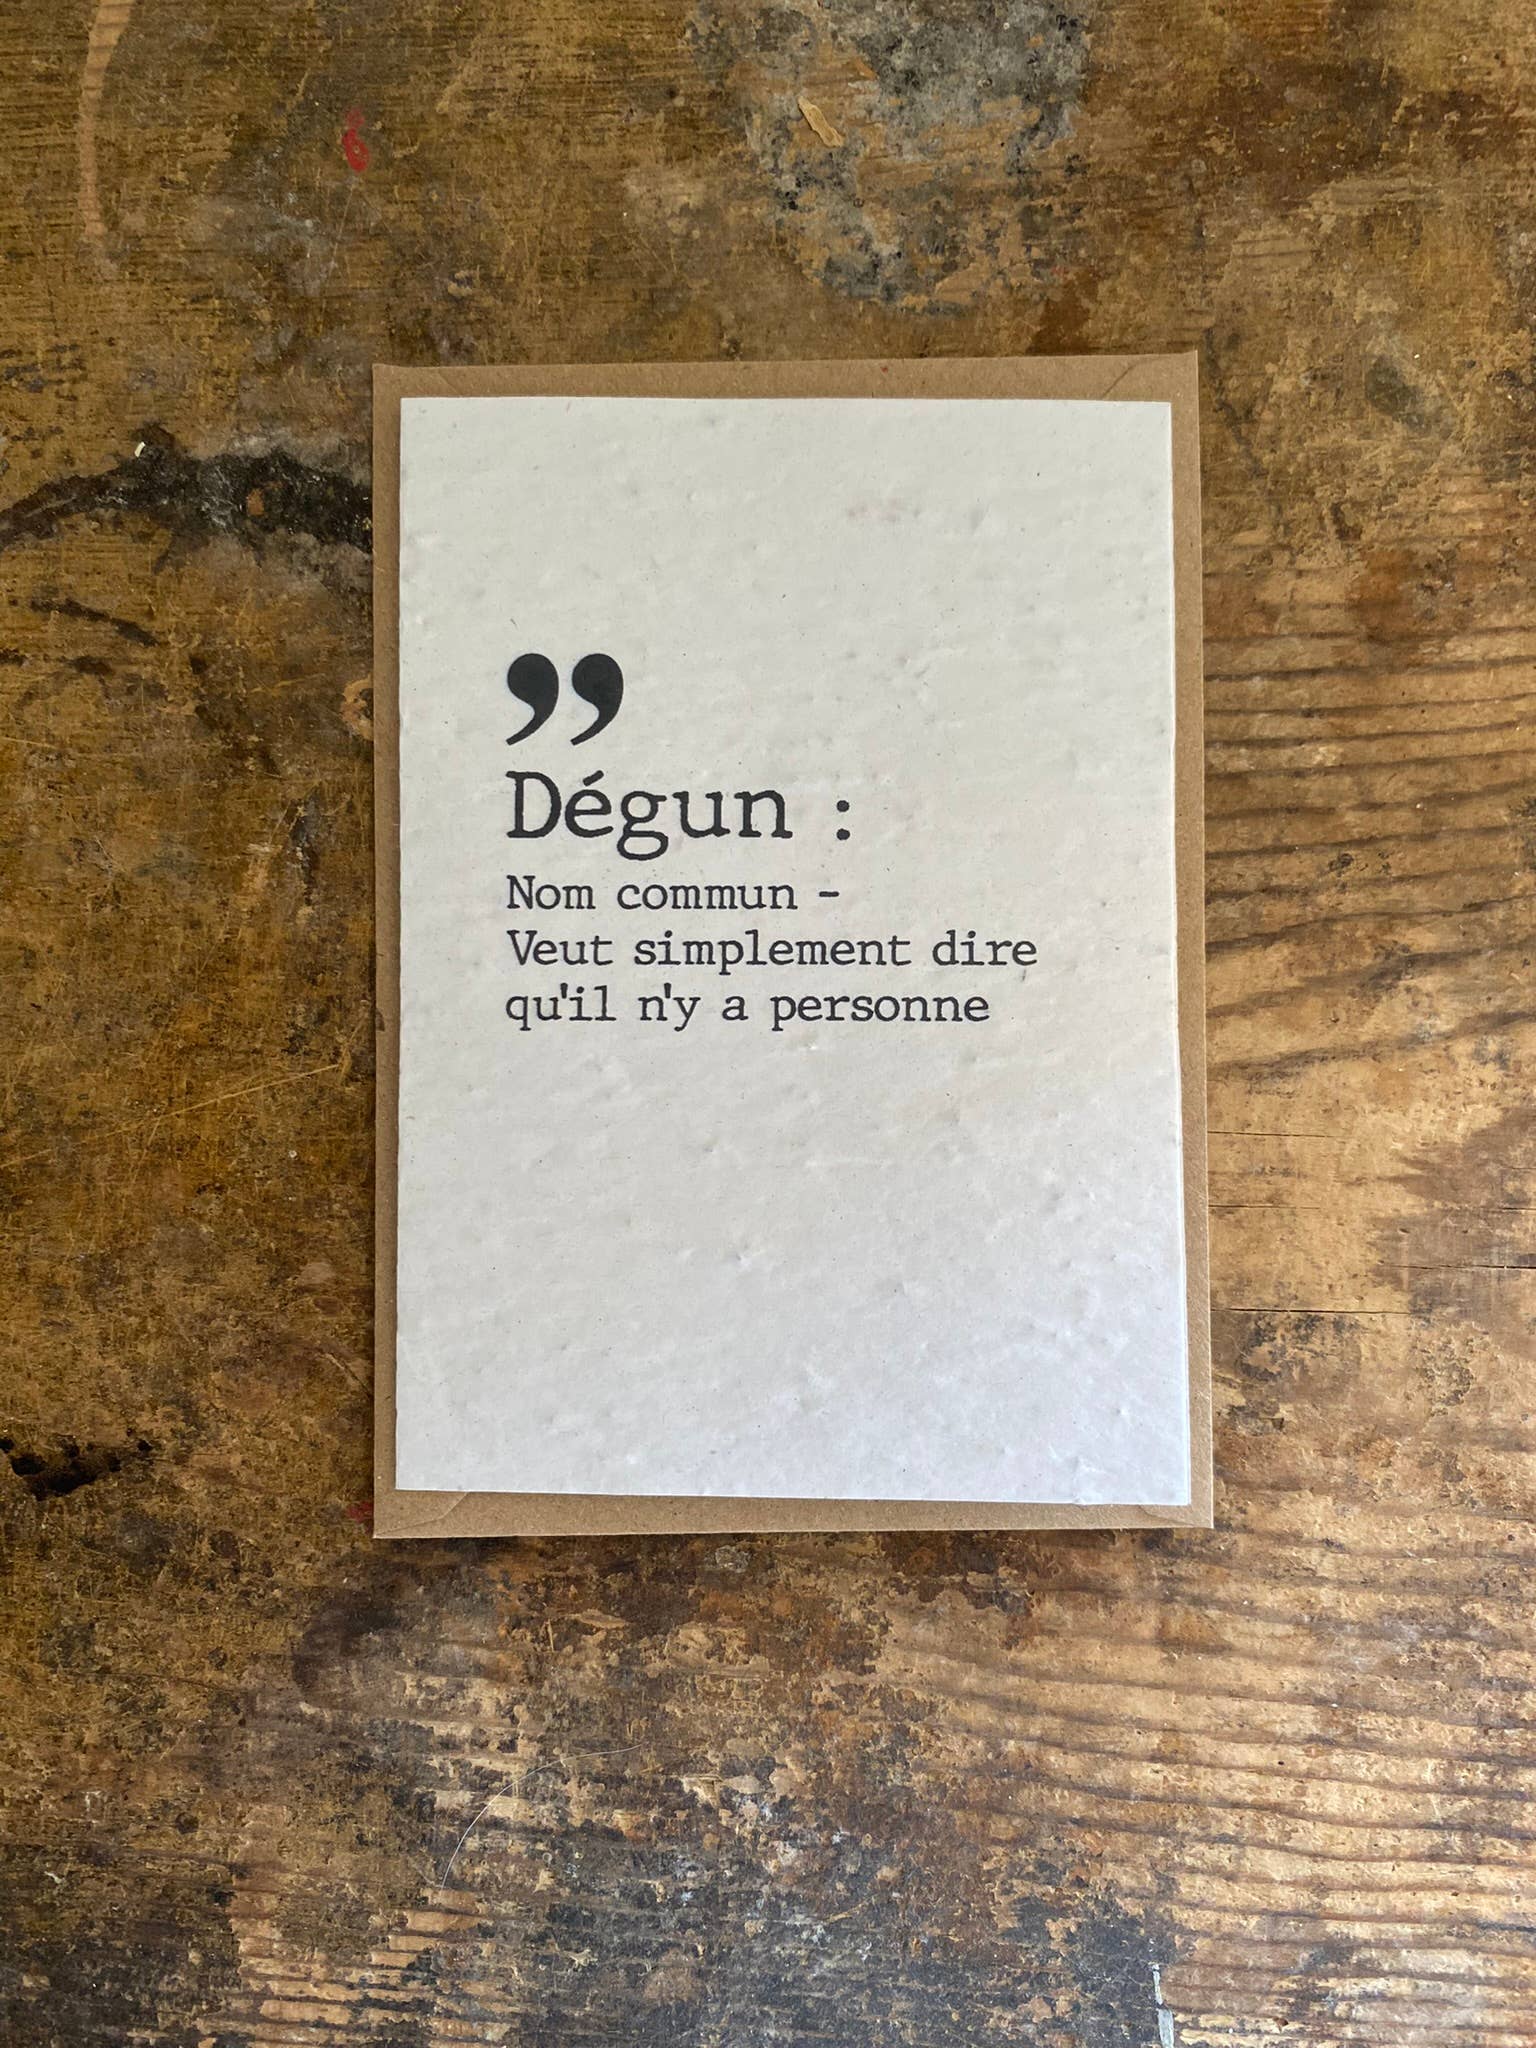 ”
Dégun :
Nom commun -
Veut simplement dire
qu'il n'y a personne